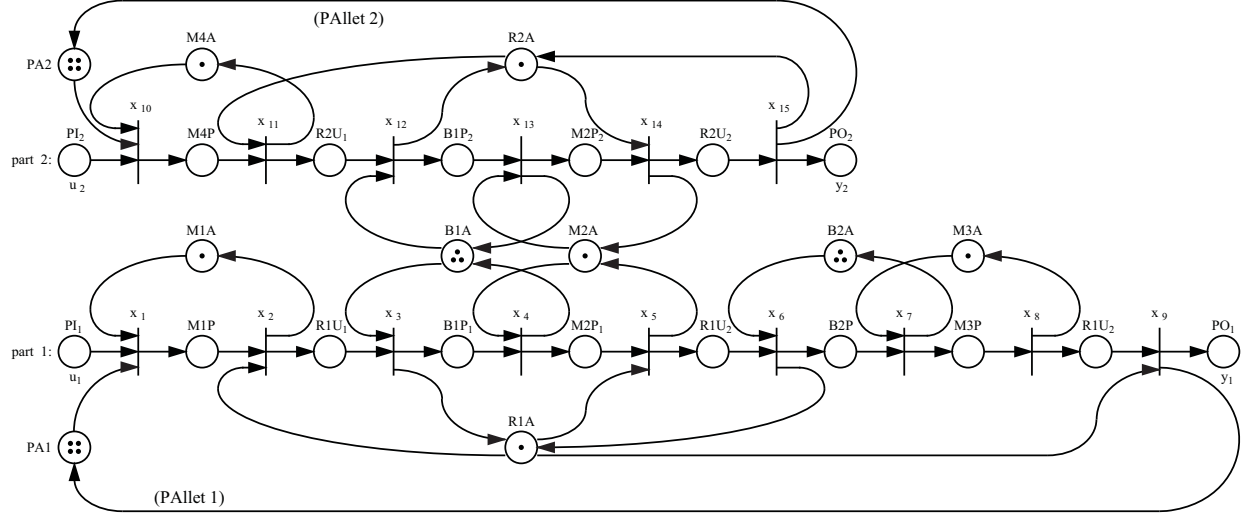 (PAllet 2)
M4A
R2A
PA2
x 10
x 11
x 12
x 13
x 14
x 15
PI2
M4P
R2U1
B1P2
M2P2
R2U2
PO2
part 2:
u 2
y2
M1A
B1A
M2A
B2A
M3A
x 1
x 2
x 3
x 4
x 5
x 6
x 7
x 8
x 9
PI1
M1P
R1U1
B1P1
M2P1
R1U2
B2P
M3P
R1U2
PO1
part 1:
u1
y1
R1A
PA1
(PAllet 1)